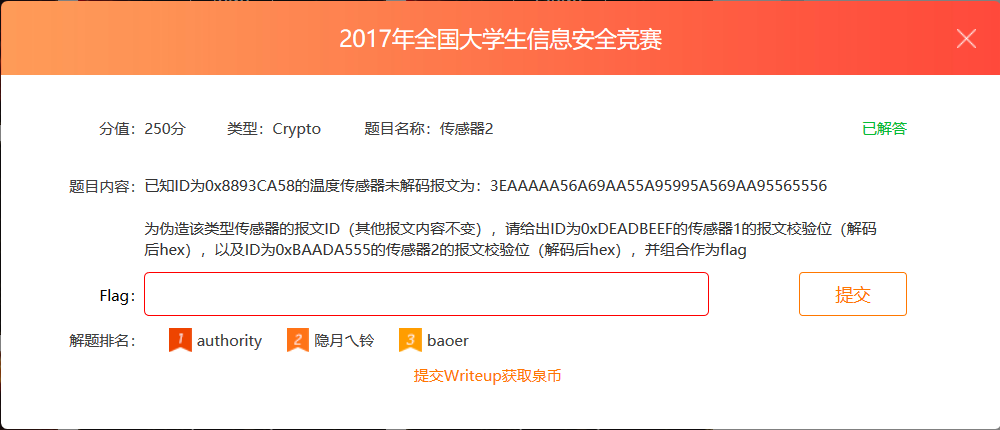 2017年全国大学生信息安全竞赛
分值：250分 类型：Crypto 题目名称：传感器2 已解答
题目内容：已知ID为0x8893CA58的温度传感器未解码报文为：3EAAAAA56A69AA55A95995A569AA95565556
为伪造该类型传感器的报文ID（其他报文内容不变），请给出ID为0xDEADBEEF的传感器1的报文校验位（解码
后hex），以及ID为0xBAADA555的传感器2的报文校验位（解码后hex），并组合作为flag
Flag: 提交
解题排名： 1 authority 2 隐月乀铃 3 baoer
提交Writeup获取泉币